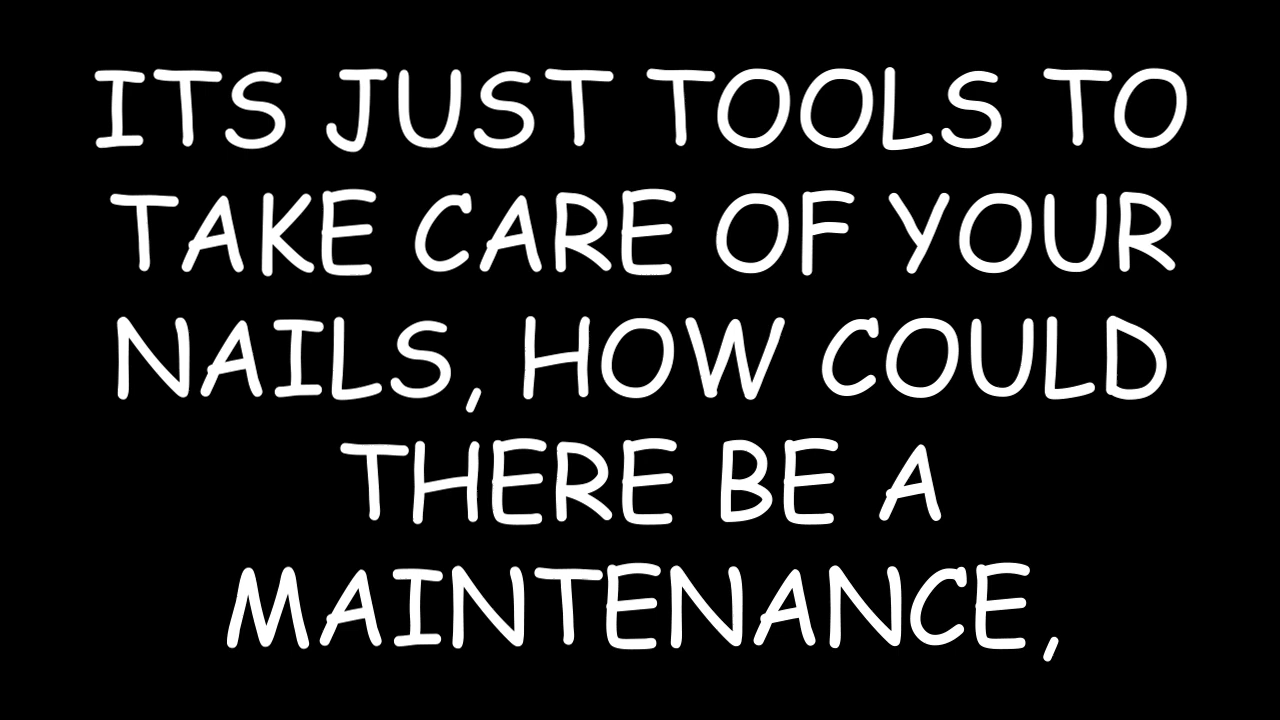 ITS JUST TOOLS TO
TAKE CARE OF YOUR
NAILS, HOW COULD
THERE BE A
MAINTENANCE,